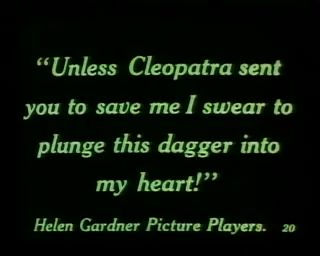 “Unless Cleopatra sent
you to save me I swear to
plunge this dagger into
my heart!”
Helen Gardner Picture Players. 20